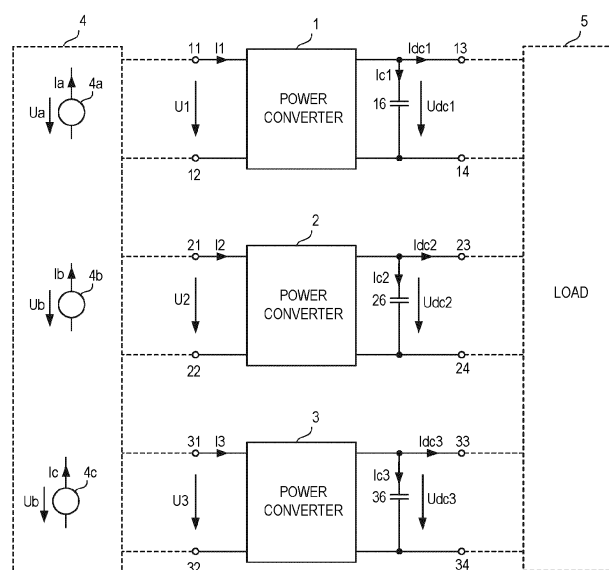 4 1 5
11 I1 Idc1 13
Ia 4a Ic1
Ua U1 POWER CONVERTER 16 Udc1
12 14
2
21 I2 Idc2 23
Ib 4b Ic2
Ub U2 POWER CONVERTER 26 Udc2 LOAD
22 24
3
31 I3 Idc3 33
Ic 4c Ic3
Ub U3 POWER CONVERTER 36 Udc3
32 34